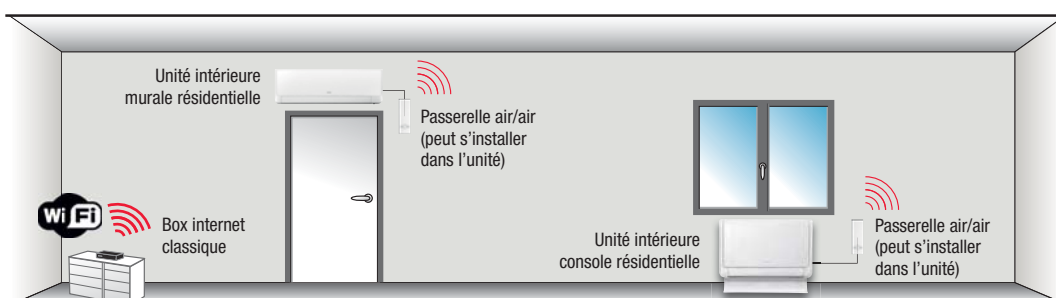 Unité intérieure
murale résidentielle
Passerelle air/air
(peut s’installer
dans l’unité)
Wi Fi
Box internet
classique
Unité intérieure
console résidentielle
Passerelle air/air
(peut s’installer
dans l’unité)